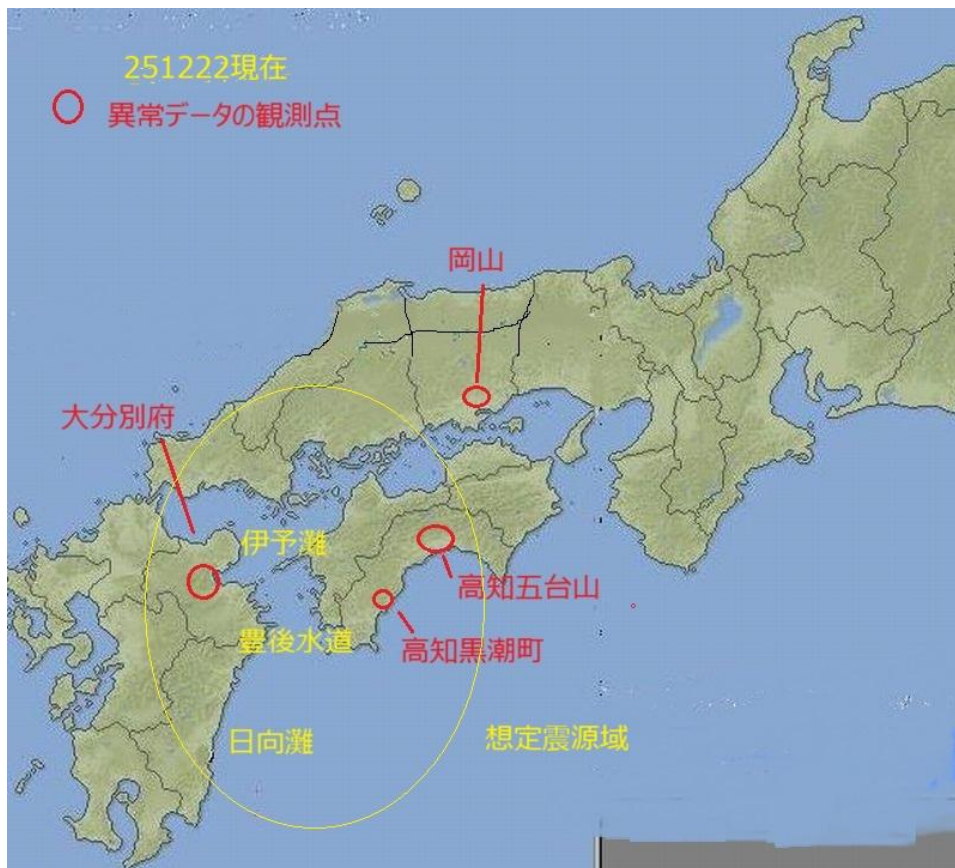 251222現在
異常データの観測点
岡山
大分別府
伊予灘
高知五台山
豊後水道
高知黒潮町
日向灘
想定震源域